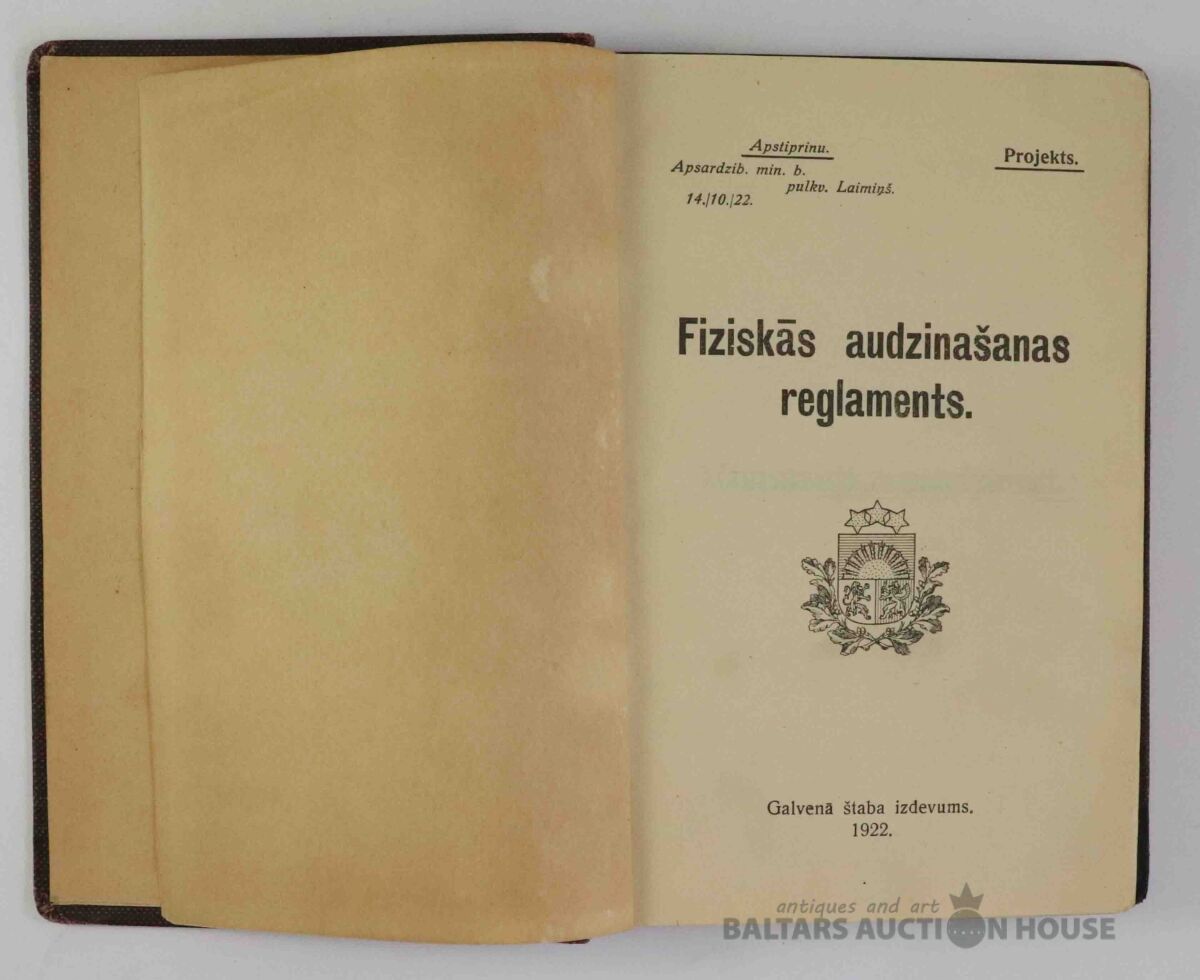 Apstiprinu.
Projekts.
Apsardzib. min. b.
pulkv. Laimiņš.
14./10./22.
Fiziskās audzinašanas
reglaments.
Galvenā štaba izdevums.
1922.
antiques and art
BALTARS AUCTION HOUSE